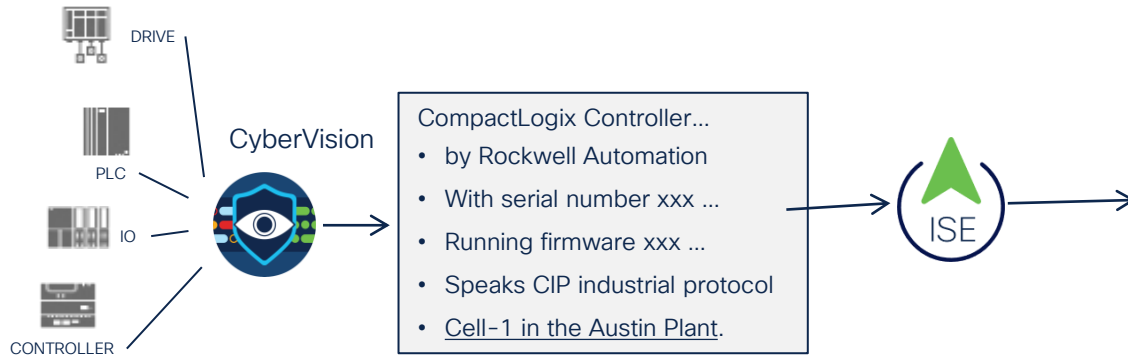 DRIVE
PLC
IO
CONTROLLER
CyberVision
CompactLogix Controller...
• by Rockwell Automation
• With serial number xxx ...
• Running firmware xxx ...
• Speaks CIP industrial protocol
• Cell-1 in the Austin Plant.
ISE